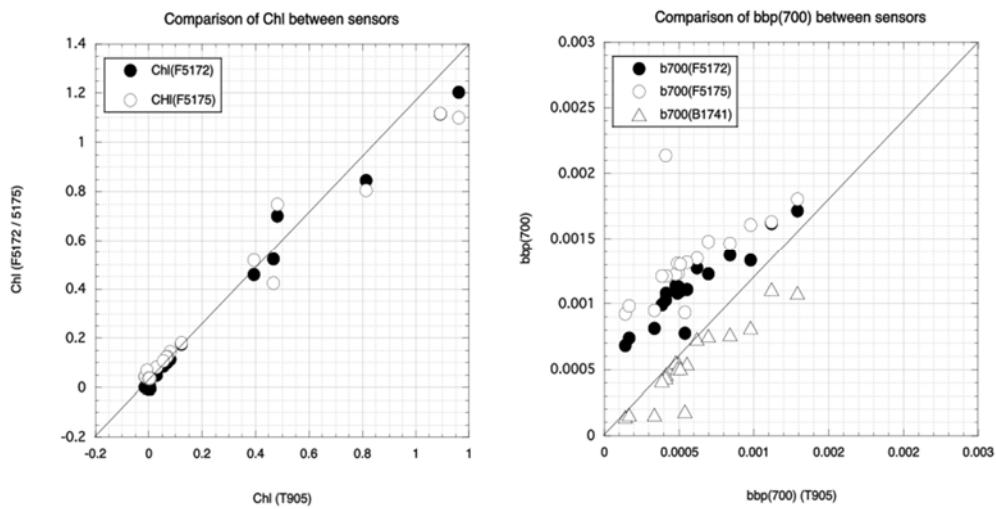 Comparison of Chl between sensors
1.4
1.2
1
0.8
0.6
0.4
0.2
0
-0.2
Chl(F5172)
CHl(F5175)
Chl (F5172 / 5175)
-0.2 0 0.2 0.4 0.6 0.8 1 1
Chl (T905)
Comparison of bbp(700) between sensors
0.003
0.0025
0.002
0.0015
0.001
0.0005
0
b700(F5172)
b700(F5175)
b700(B1741)
bbp(700)
0 0.0005 0.001 0.002 0.002 0.003
bbp(700) (T905)